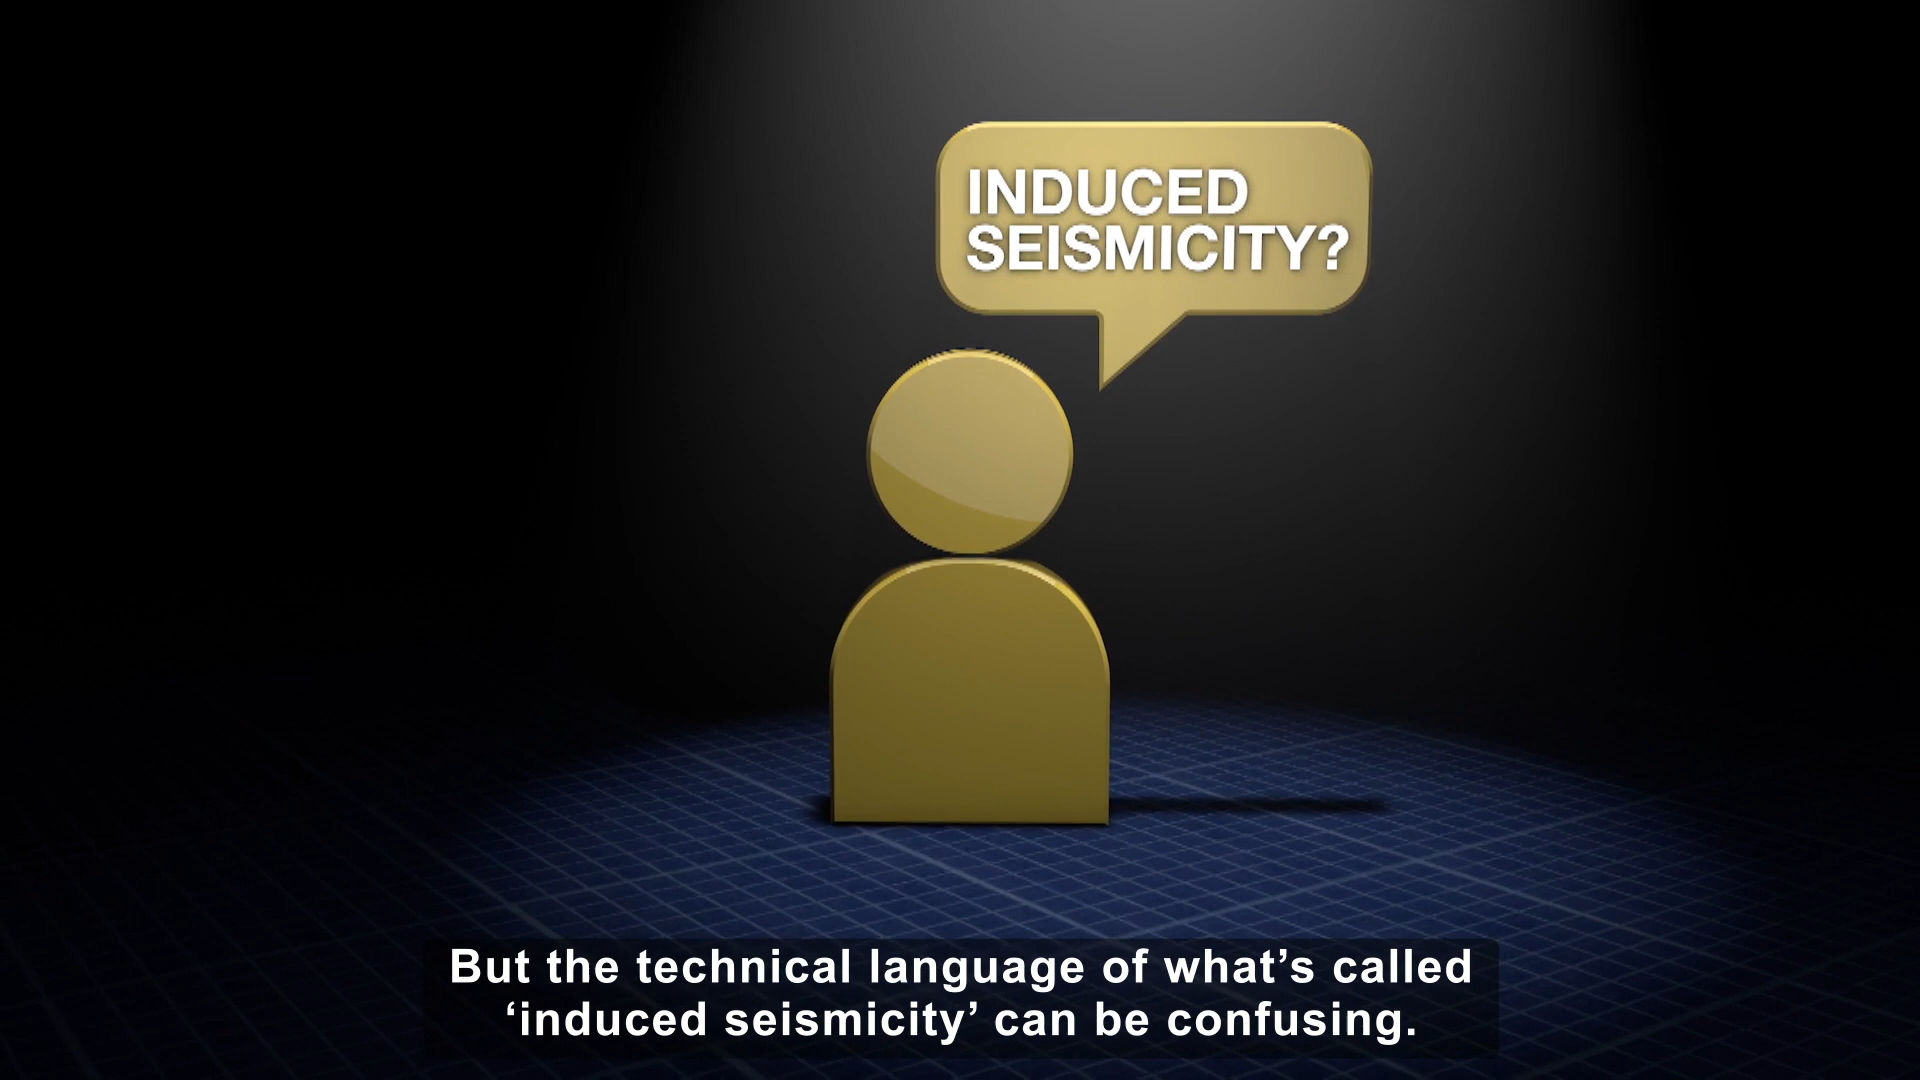 INDUCED
SEISMICITY?
But the technical language of what’s called
‘induced seismicity’ can be confusing.